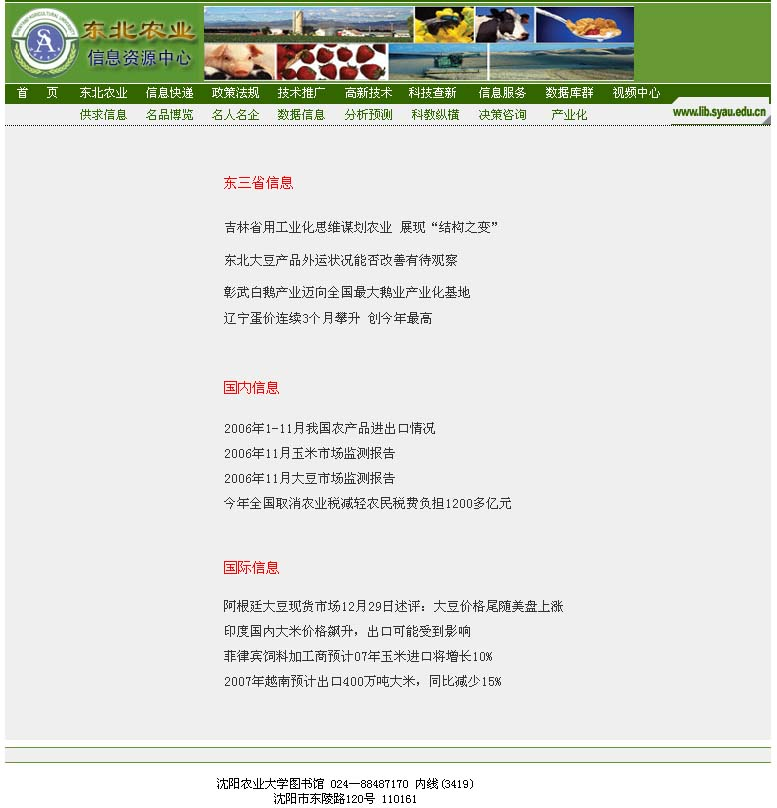 东北农业
信息资源中心
首 页 东北农业 信息快递 政策法规 技术推广 高新技术 科技查新 信息服务 数据库群 视频中心
供求信息 名品博览 名人名企 数据信息 分析预测 科教纵横 决策咨询 产业化
www.lib.syau.edu.cn
东三省信息
吉林省用工业化思维谋划农业 展现“结构之变”
东北大豆产品外运状况能否改善有待观察
彰武白鹅产业迈向全国最大鹅业产业化基地
辽宁蛋价连续3个月攀升 创今年最高
国内信息
2006年1-11月我国农产品进出口情况
2006年11月玉米市场监测报告
2006年11月大豆市场监测报告
今年全国取消农业税减轻农民税费负担1200多亿元
国际信息
阿根廷大豆现货市场12月29日述评：大豆价格尾随美盘上涨
印度国内大米价格飙升，出口可能受到影响
菲律宾饲料加工商预计07年玉米进口将增长10%
2007年越南预计出口400万吨大米，同比减少15%
沈阳农业大学图书馆 024—88487170 内线(3419)
沈阳市东陵路120号 110161